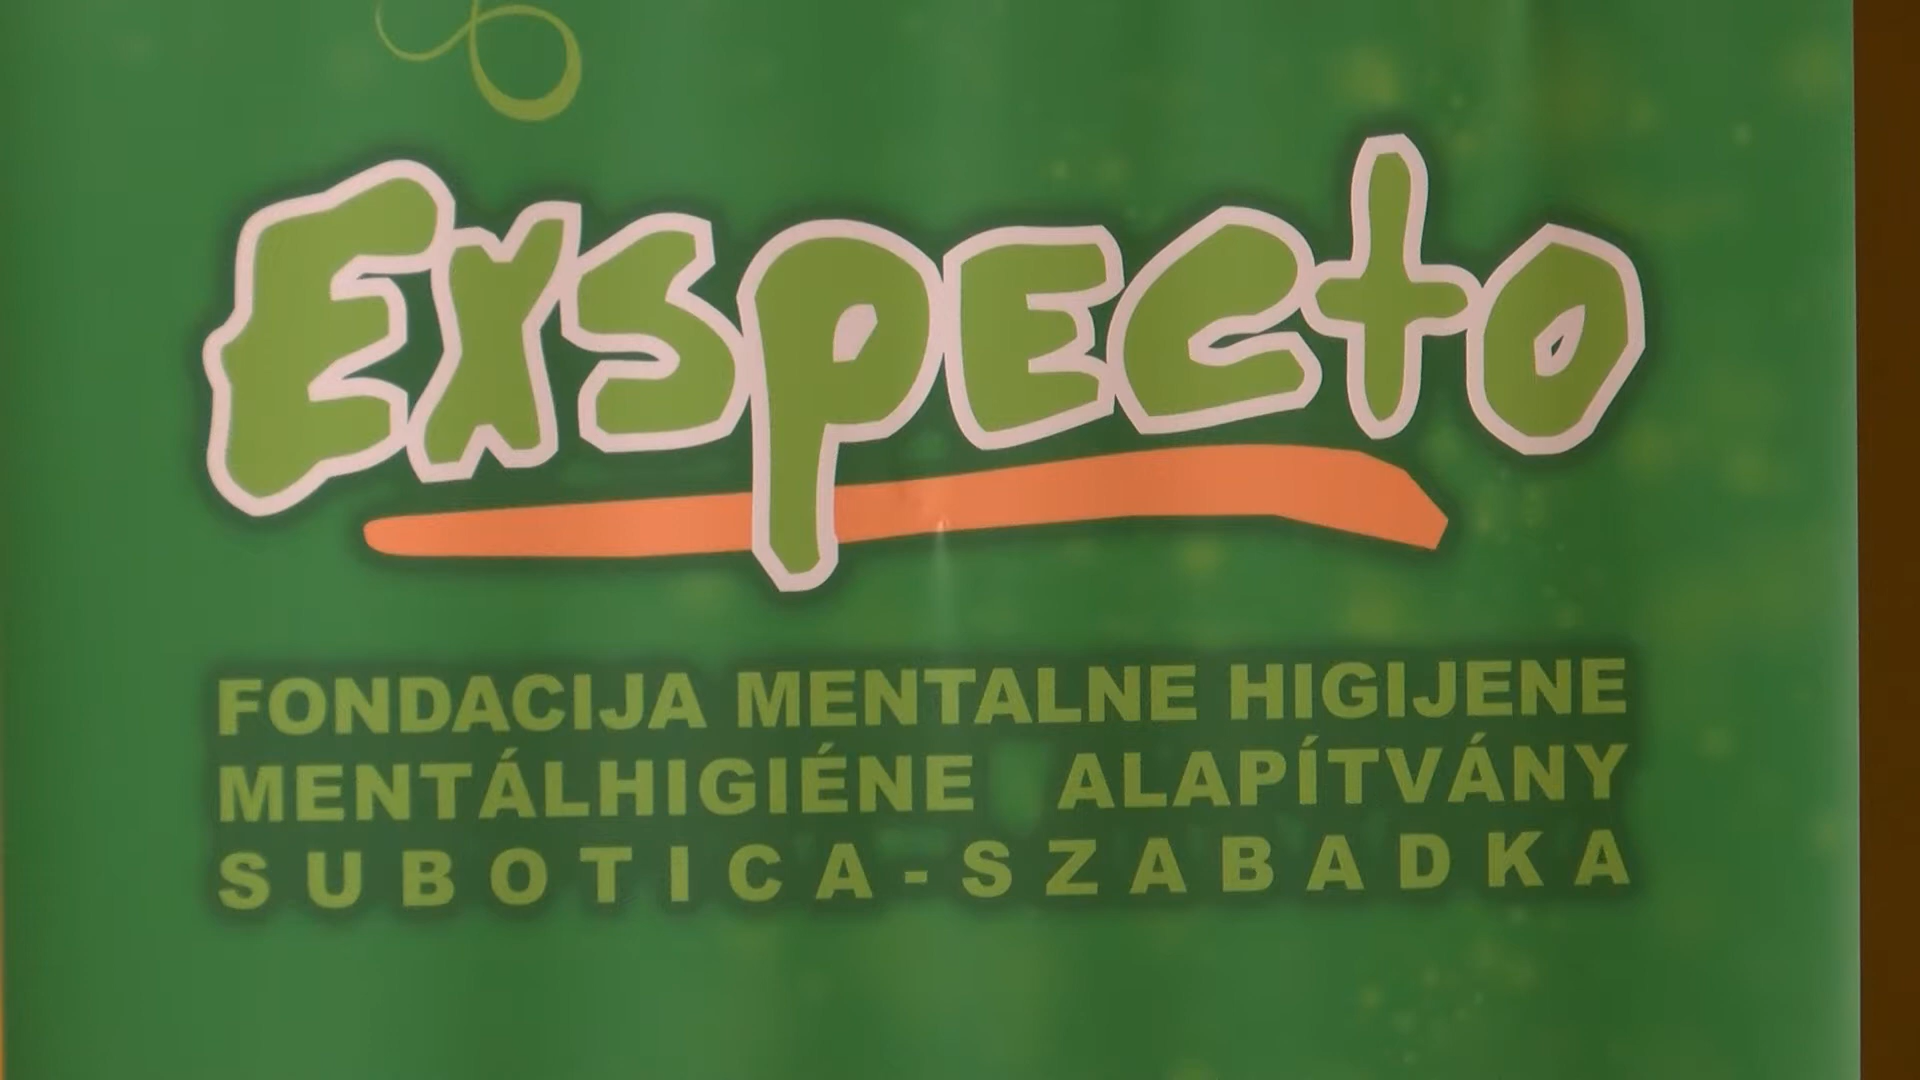 Exspecto
FONDACIJA MENTALNE HIGIJENE
MENTÁLHIGIÉNE ALAPÍTVÁNY
SUBOTICA-SZABADKA